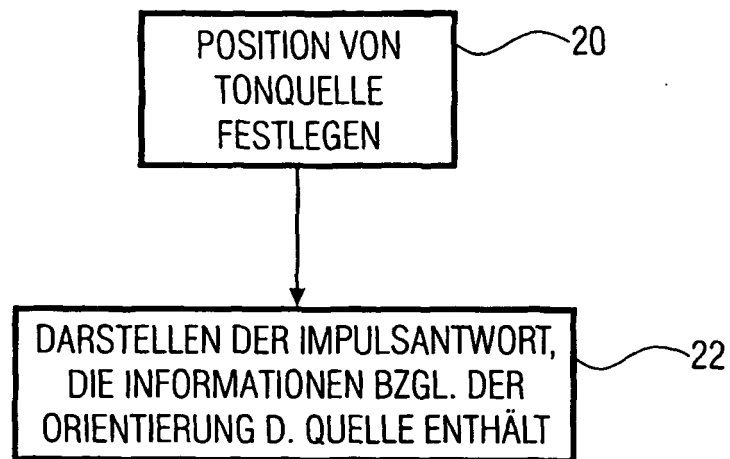 POSITION VON
TONQUELLE
FESTLEGEN
20
DARSTELLEN DER IMPULSANTWORT,
DIE INFORMATIONEN BZGL. DER
ORIENTIERUNG D. QUELLE ENTHÄLT
22